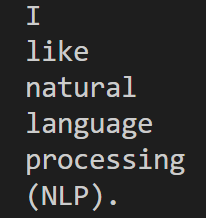 I
like
natural
language
processing
(NLP).